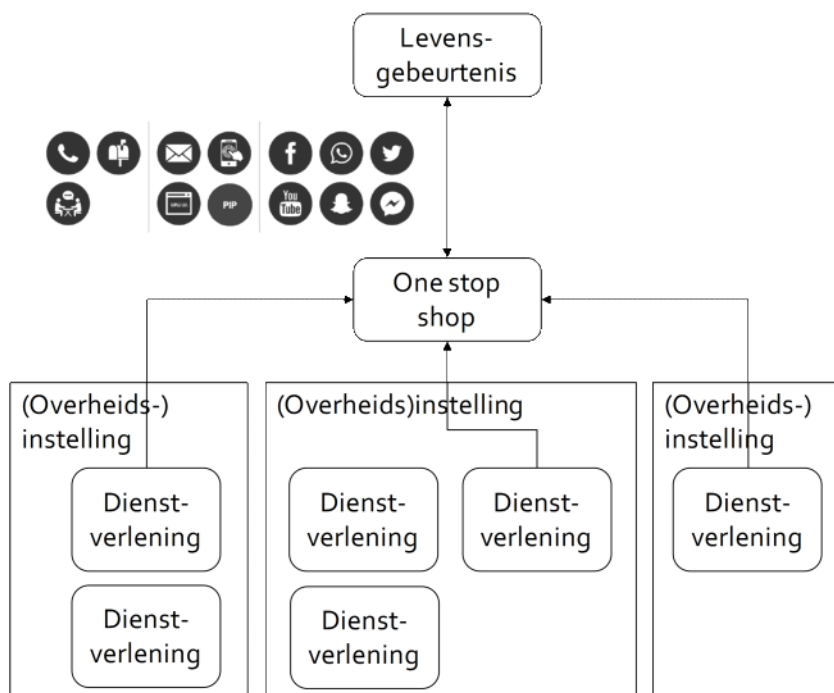 Levens-
gebeurtenis
PIP
You
Tube
One stop
shop
(Overheids-)
instelling
(Overheids)instelling
(Overheids-)
instelling
Dienst-
verlening
Dienst-
verlening
Dienst-
verlening
Dienst-
verlening
Dienst-
verlening
Dienst-
verlening